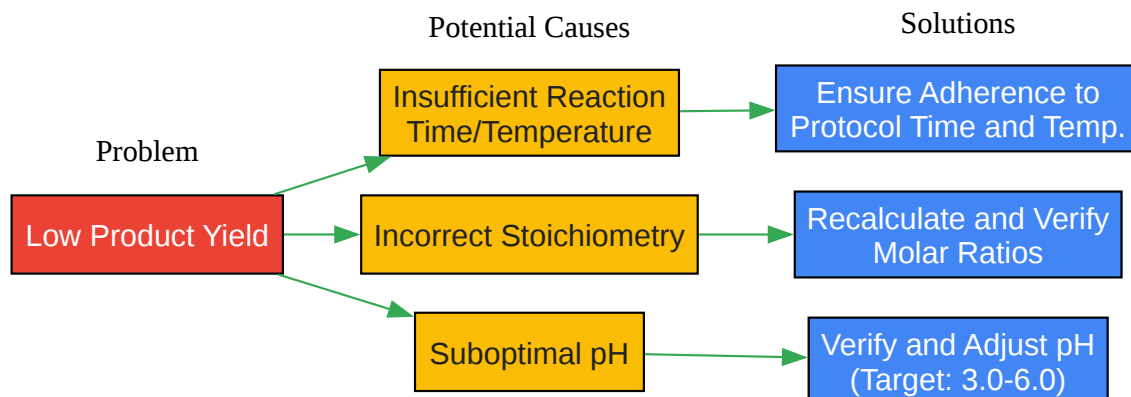 Potential Causes
Solutions
Problem
Insufficient Reaction
Time/Temperature
Ensure Adherence to
Protocol Time and Temp.
Low Product Yield
Incorrect Stoichiometry
Recalculate and Verify
Molar Ratios
Suboptimal pH
Verify and Adjust pH
(Target: 3.0-6.0)